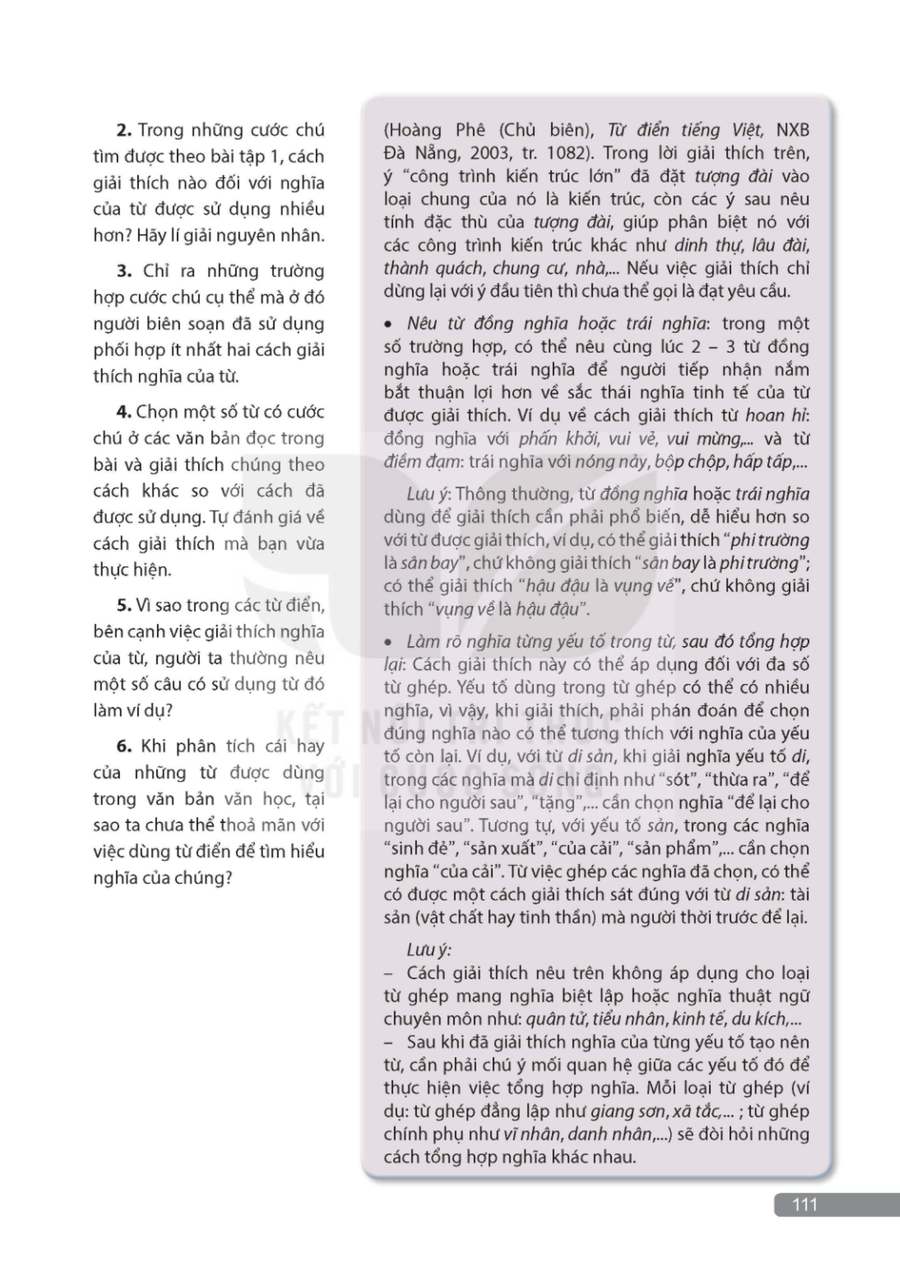 2. Trong những cước chú
tìm được theo bài tập 1, cách
giải thích nào đối với nghĩa
của từ được sử dụng nhiều
hơn? Hãy lí giải nguyên nhân.
3. Chỉ ra những trường
hợp cước chú cụ thể mà ở đó
người biên soạn đã sử dụng
phối hợp ít nhất hai cách giải
thích nghĩa của từ.
4. Chọn một số từ có cước
chú ở các văn bản đọc trong
bài và giải thích chúng theo
cách khác so với cách đã
được sử dụng. Tự đánh giá về
cách giải thích mà bạn vừa
thực hiện.
5. Vì sao trong các từ điển,
bên cạnh việc giải thích nghĩa
của từ, người ta thường nêu
một số câu có sử dụng từ đó
làm ví dụ?
6. Khi phân tích cái hay
của những từ được dùng
trong văn bản văn học, tại
sao ta chưa thể thoả mãn với
việc dùng từ điển để tìm hiểu
nghĩa của chúng?
(Hoàng Phê (Chủ biên), Từ điển tiếng Việt, NXB
Đà Nẵng, 2003, tr. 1082). Trong lời giải thích trên,
ý “công trình kiến trúc lớn” đã đặt tượng đài vào
loại chung của nó là kiến trúc, còn các ý sau nêu
tính đặc thù của tượng đài, giúp phân biệt nó với
các công trình kiến trúc khác như dinh thự, lâu đài,
thành quách, chung cư, nhà,... Nếu việc giải thích chỉ
dừng lại với ý đầu tiên thì chưa thể gọi là đạt yêu cầu.
• Nêu từ đồng nghĩa hoặc trái nghĩa: trong một
số trường hợp, có thể nêu cùng lúc 2 – 3 từ đồng
nghĩa hoặc trái nghĩa để người tiếp nhận nắm
bắt thuận lợi hơn về sắc thái nghĩa tinh tế của từ
được giải thích. Ví dụ về cách giải thích từ hoan hỉ:
đồng nghĩa với phấn khởi, vui vẻ, vui mừng,... và từ
điềm đạm: trái nghĩa với nóng nảy, bộp chộp, hấp tấp,...
Lưu ý: Thông thường, từ đồng nghĩa hoặc trái nghĩa
dùng để giải thích cần phải phổ biến, dễ hiểu hơn so
với từ được giải thích, ví dụ, có thể giải thích “phi trường
là sân bay”, chứ không giải thích “sân bay là phi trường”;
có thể giải thích “hậu đậu là vụng về”, chứ không giải
thích “vụng về là hậu đậu”.
• Làm rõ nghĩa từng yếu tố trong từ, sau đó tổng hợp
lại: Cách giải thích này có thể áp dụng đối với đa số
từ ghép. Yếu tố dùng trong từ ghép có thể có nhiều
nghĩa, vì vậy, khi giải thích, phải phán đoán để chọn
đúng nghĩa nào có thể tương thích với nghĩa của yếu
tố còn lại. Ví dụ, với từ di sản, khi giải nghĩa yếu tố di,
trong các nghĩa mà di chỉ định như “sót”, “thừa ra”, “để
lại cho người sau”, “tặng”,... cần chọn nghĩa “để lại cho
người sau”. Tương tự, với yếu tố sản, trong các nghĩa
“sinh đẻ”, “sản xuất”, “của cải”, “sản phẩm”,... cần chọn
nghĩa “của cải”. Từ việc ghép các nghĩa đã chọn, có thể
có được một cách giải thích sát đúng với từ di sản: tài
sản (vật chất hay tinh thần) mà người thời trước để lại.
Lưu ý:
– Cách giải thích nêu trên không áp dụng cho loại
từ ghép mang nghĩa biệt lập hoặc nghĩa thuật ngữ
chuyên môn như: quân tử, tiểu nhân, kinh tế, du kích,...
– Sau khi đã giải thích nghĩa của từng yếu tố tạo nên
từ, cần phải chú ý mối quan hệ giữa các yếu tố đó để
thực hiện việc tổng hợp nghĩa. Mỗi loại từ ghép (ví
dụ: từ ghép đẳng lập như giang sơn, xã tắc,... ; từ ghép
chính phụ như vĩ nhân, danh nhân,...) sẽ đòi hỏi những
cách tổng hợp nghĩa khác nhau.
KẾT NỐI TRI THỨC
VỚI CUỘC SỐNG
111